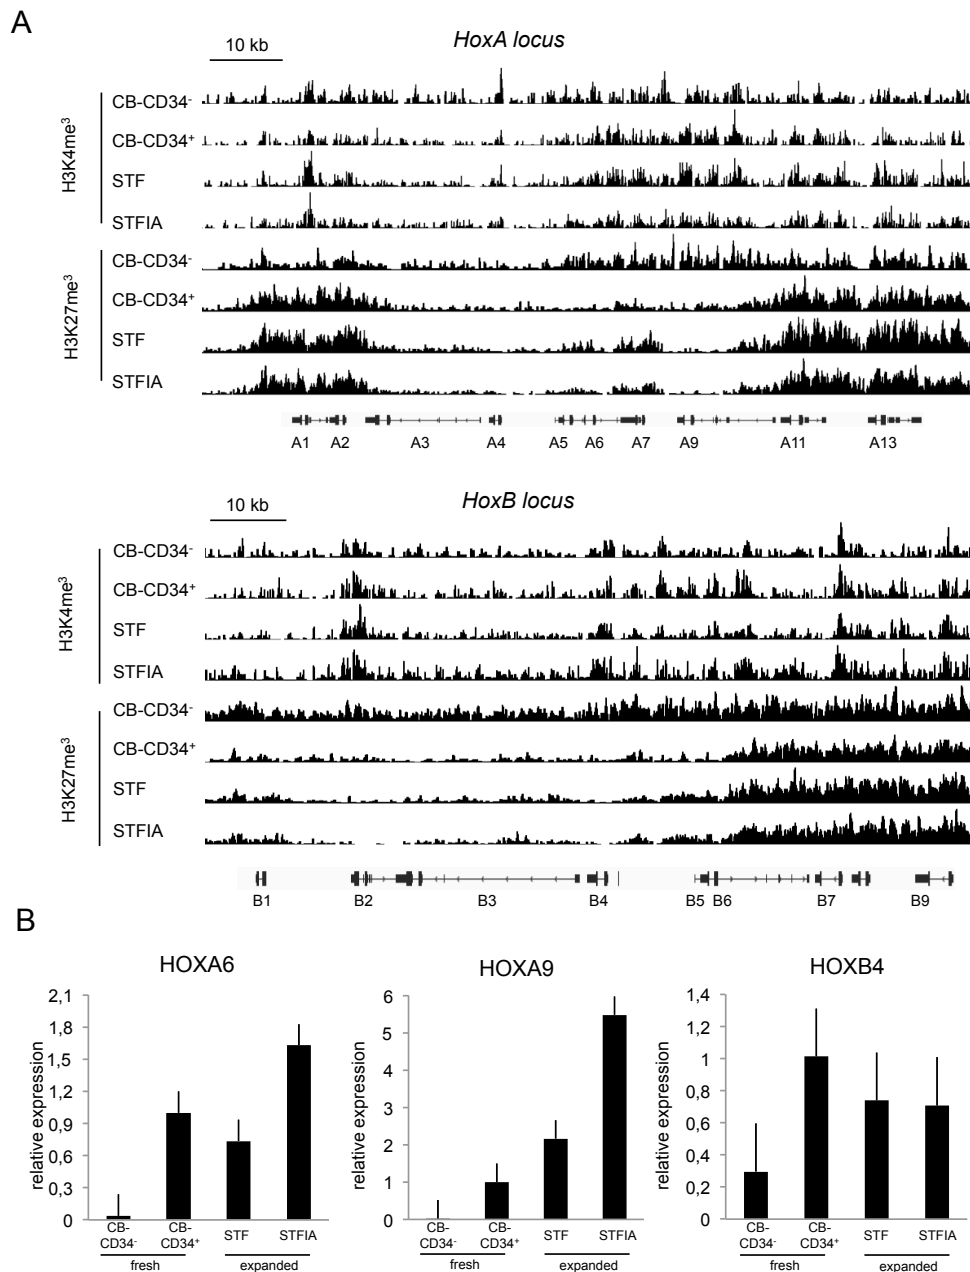 A
10 kb
HoxA locus
H3K4me³
CB-CD34⁻
CB-CD34⁺
STF
STFIA
H3K27me³
CB-CD34⁻
CB-CD34⁺
STF
STFIA
A1 A2 A3 A4 A5 A6 A7 A9 A11 A13
10 kb
HoxB locus
H3K4me³
CB-CD34⁻
CB-CD34⁺
STF
STFIA
H3K27me³
CB-CD34⁻
CB-CD34⁺
STF
STFIA
B1 B2 B3 B4 B5 B6 B7 B9
B
HOXA6
relative expression
2,1
1,8
1,5
1,2
0,9
0,6
0,3
0
CB-CD34⁻
CB-CD34⁺
STF
STFIA
fresh
expanded
HOXA9
relative expression
6
5
4
3
2
1
0
CB-CD34⁻
CB-CD34⁺
STF
STFIA
fresh
expanded
HOXB4
relative expression
1,4
1,2
1
0,8
0,6
0,4
0,2
0
CB-CD34⁻
CB-CD34⁺
STF
STFIA
fresh
expanded